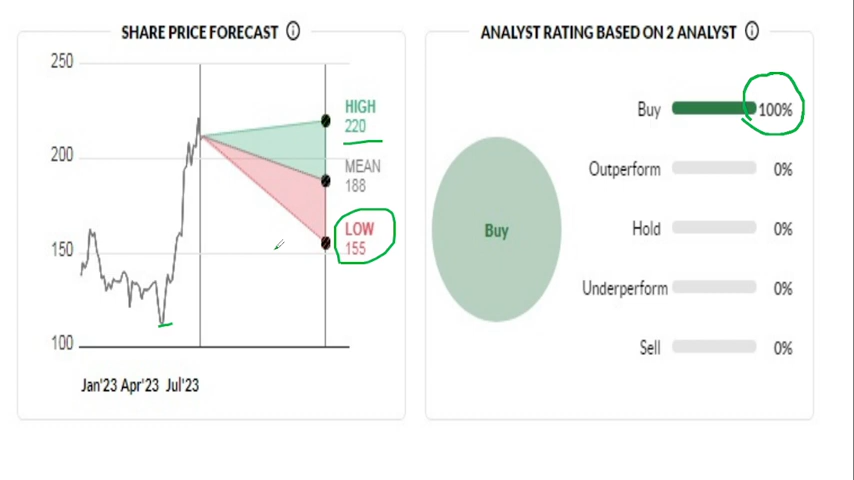 SHARE PRICE FORECAST
250
200
150
100
Jan'23 Apr'23 Jul'23
HIGH
220
MEAN
188
LOW
155
ANALYST RATING BASED ON 2 ANALYST
Buy
Buy 100%
Outperform 0%
Hold 0%
Underperform 0%
Sell 0%